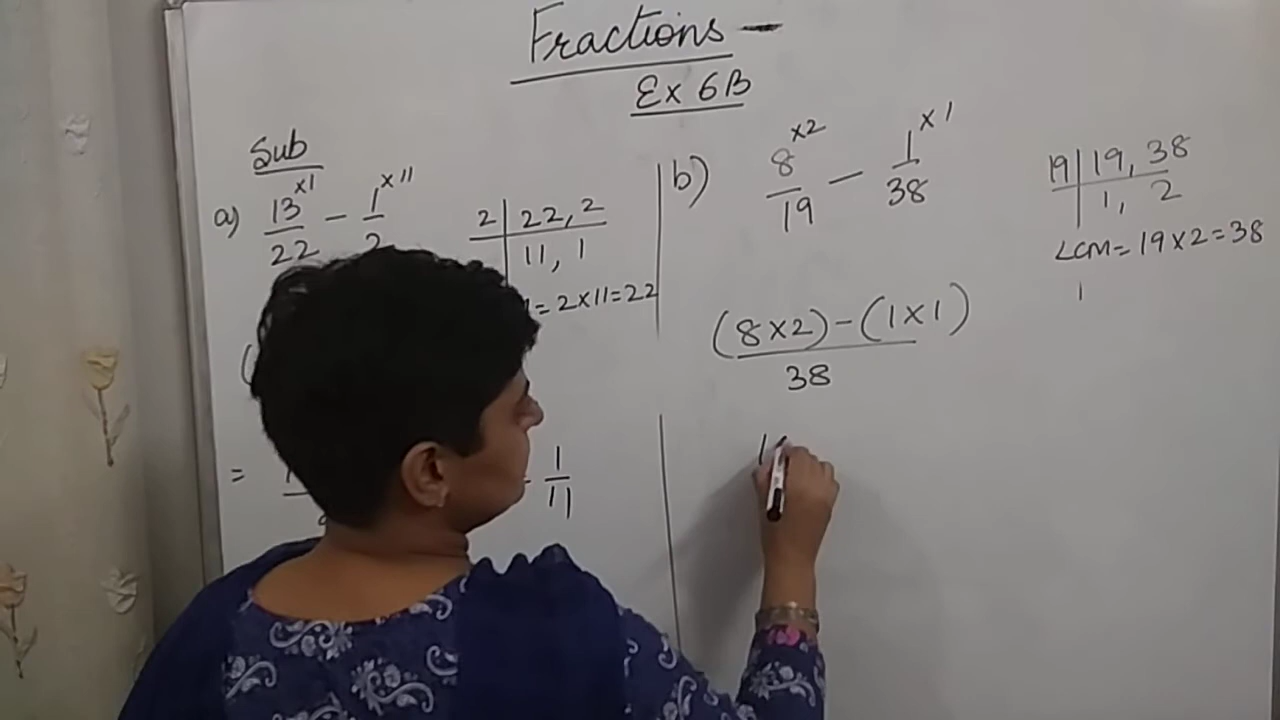 Fractions -
Ex 6B
Sub
a) 13/22 ×1 - 1/2 ×11
2 | 22, 2
11, 1
= 2×11=22
(
=
1/11
b) 8/19 ×2 - 1/38 ×1
19 | 19, 38
1, 2
LCM = 19×2=38
(8×2)-(1×1)
38